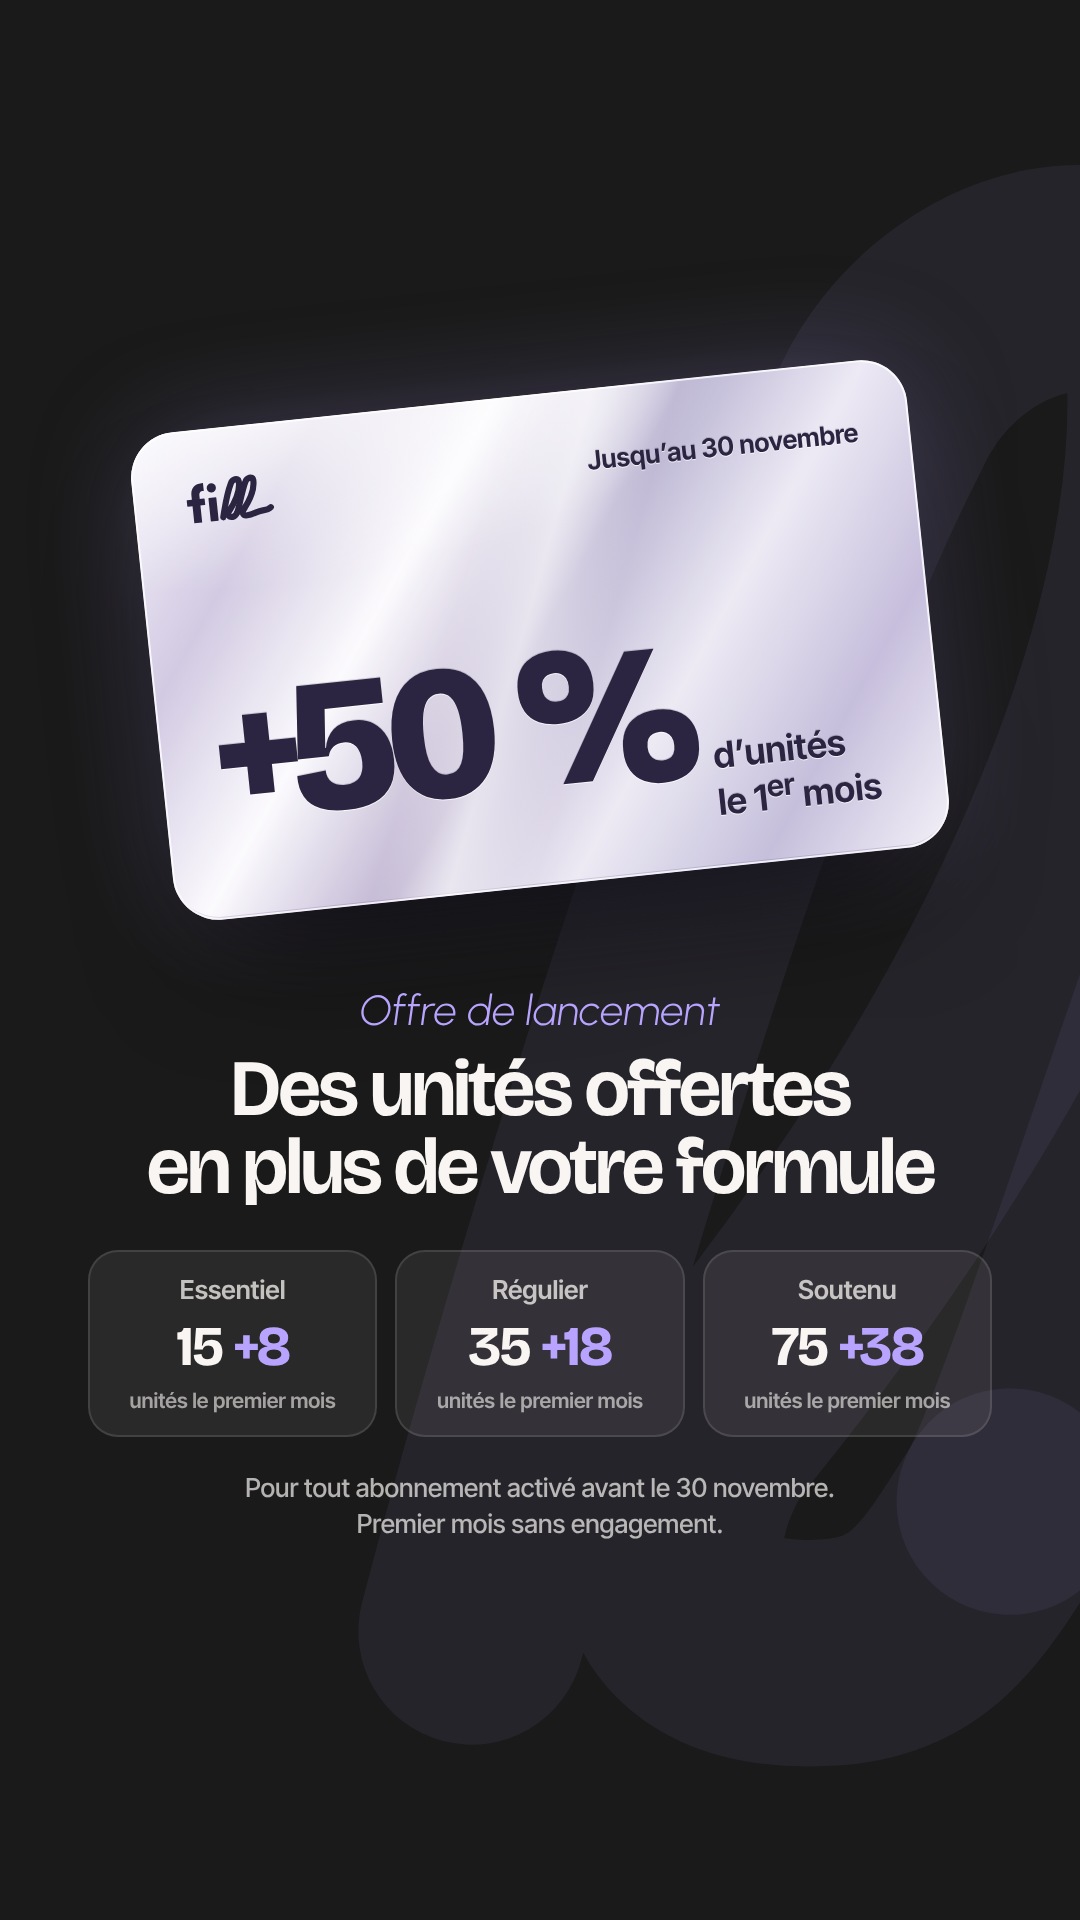 fill
Jusqu’au 30 novembre
+50 %
d’unités
le 1er mois
Offre de lancement
Des unités offertes
en plus de votre formule
Essentiel
15 +8
unités le premier mois
Régulier
35 +18
unités le premier mois
Soutenu
75 +38
unités le premier mois
Pour tout abonnement activé avant le 30 novembre.
Premier mois sans engagement.